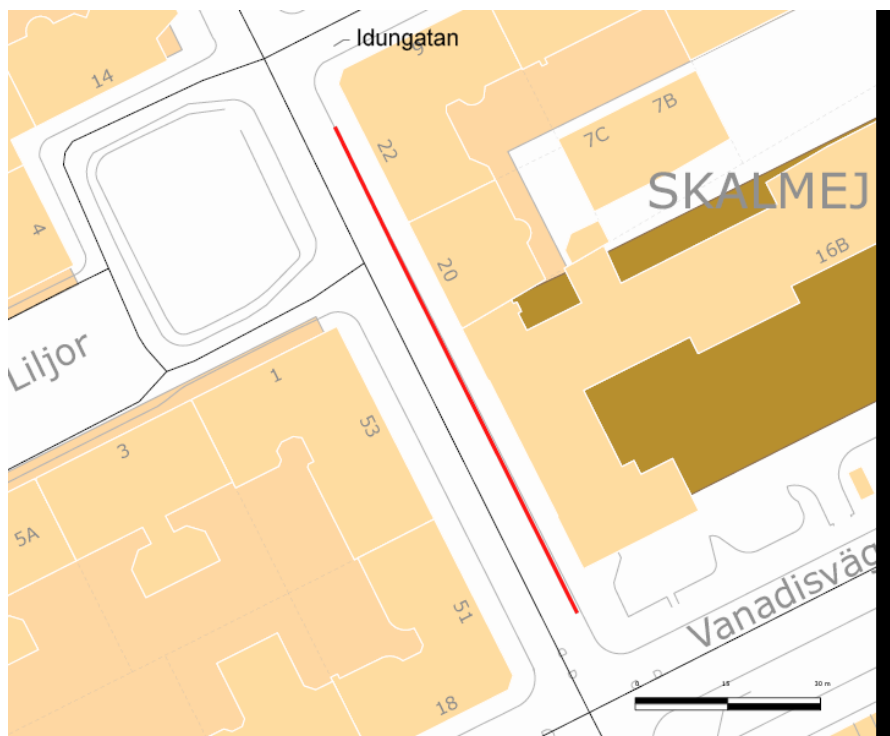 Idungatan
9
14
22
7C
7B
SKALMEJ
4
20
16B
Liljor
1
3
53
5A
51
Vanadisväg
18
0
15
30 m